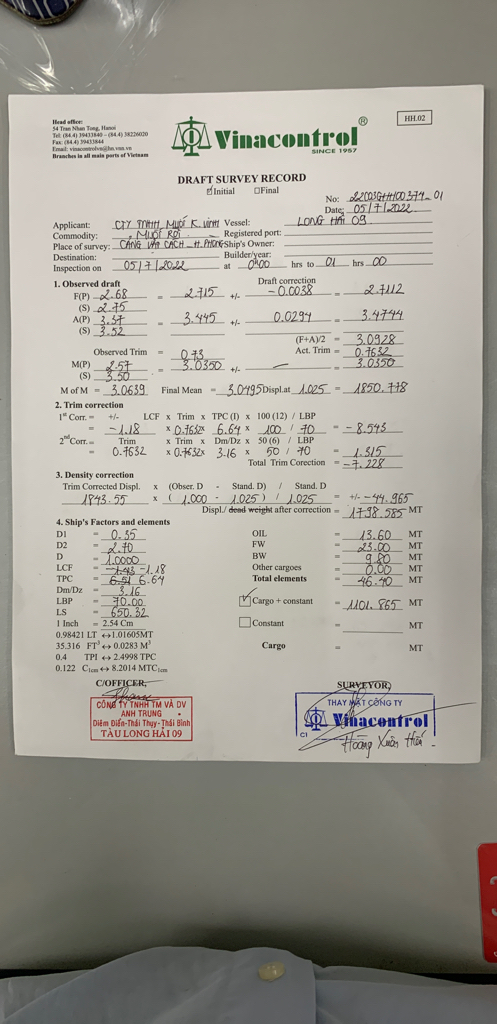 Head office:
54 Tran Nhan Tong, Hanoi
Tel: (84.4) 39433840 – (84.4) 38226020
Fax: (84.4) 39433844
Email: vinacontrolvn@hn.vnn.vn
Branches in all main ports of Vietnam
Vinacontrol ®
SINCE 1957
HH.02
DRAFT SURVEY RECORD
☑Initial ☐Final
No: 22G03GHH00374-01
Date: 05/7/2022
Applicant: CTY TNHH MUỐI K.VINH Vessel: LONG HẢI 09
Commodity: MUỐI RỜI Registered port:
Place of survey: CẢNG VẬT CÁCH - H.PHÒNG Ship's Owner:
Destination: Builder/year:
Inspection on 05/7/2022 at 0h00 hrs to 01 hrs 00
1. Observed draft Draft correction
F(P) 2.68 = 2.715 +/- -0.0038 = 2.7112
(S) 2.75
A(P) 3.37 = 3.445 +/- 0.0294 = 3.4744
(S) 3.52
(F+A)/2 = 3.0928
Observed Trim = 0.73 Act. Trim = 0.7632
M(P) 2.57 = 3.0350 +/- — = 3.0350
(S) 3.50
M of M = 3.0639 Final Mean = 3.0495 Displ.at 1.025 = 1850.778
2. Trim correction
1st Corr. = +/- LCF x Trim x TPC (I) x 100 (12) / LBP
= -1.18 x 0.7632 x 6.64 x 100 / 70 = -8.543
2nd Corr. = Trim x Trim x Dm/Dz x 50 (6) / LBP
= 0.7632 x 0.7632 x 3.16 x 50 / 70 = 1.315
Total Trim Corection = -7.228
3. Density correction
Trim Corrected Displ. x (Obser. D - Stand. D) / Stand. D
1843.55 x ( 1.000 - 1.025 ) / 1.025 = +/- -44.965
Displ./ dead weight after correction = 1798.585 MT
4. Ship's Factors and elements
D1 = 0.35 OIL = 13.60 MT
D2 = 2.70 FW = 23.00 MT
D = 1.0000 BW = 9.80 MT
LCF = -1.43 -1.18 Other cargoes = 0.00 MT
TPC = 6.51 6.64 Total elements = 46.40 MT
Dm/Dz = 3.16
LBP = 70.00 ☑Cargo + constant = 1101.865 MT
LS = 650.32
1 Inch = 2.54 Cm ☐Constant = MT
0.98421 LT ↔1.01605MT
35.316 FT3 ↔ 0.0283 M3
0.4 TPI ↔ 2.4998 TPC Cargo = MT
0.122 C1cm ↔ 8.2014 MTC1cm
C/OFFICER, SURVEYOR,
CÔNG TY TNHH TM VÀ DV
ANH TRUNG
Diêm Điền-Thái Thụy-Thái Bình
TÀU LONG HẢI 09
THAY MẶT CÔNG TY
Vinacontrol
C1
Hoàng Xuân Hiếu